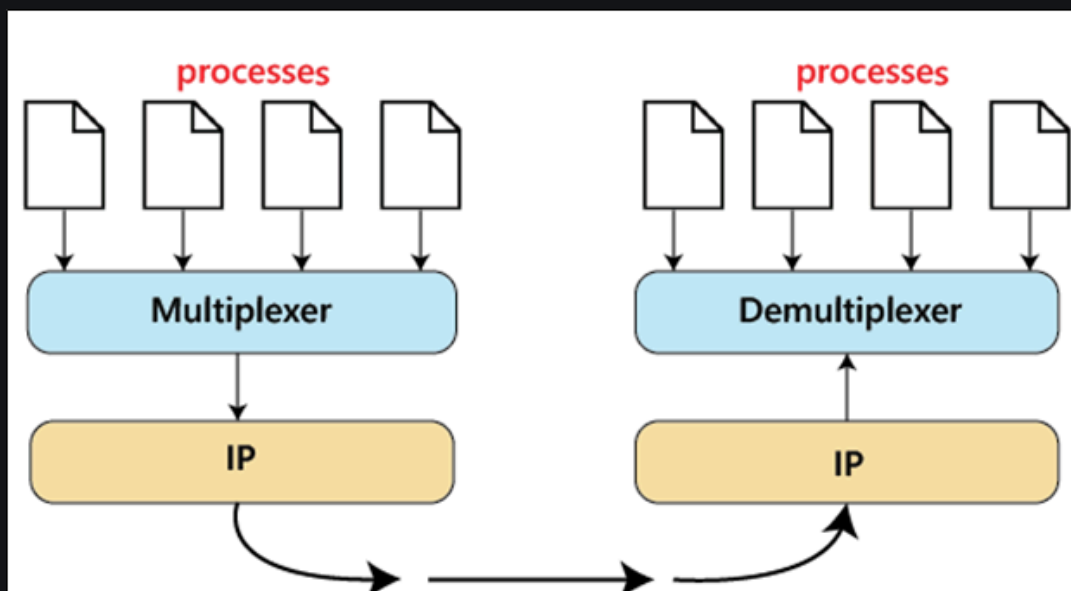 processes
processes
Multiplexer
Demultiplexer
IP
IP